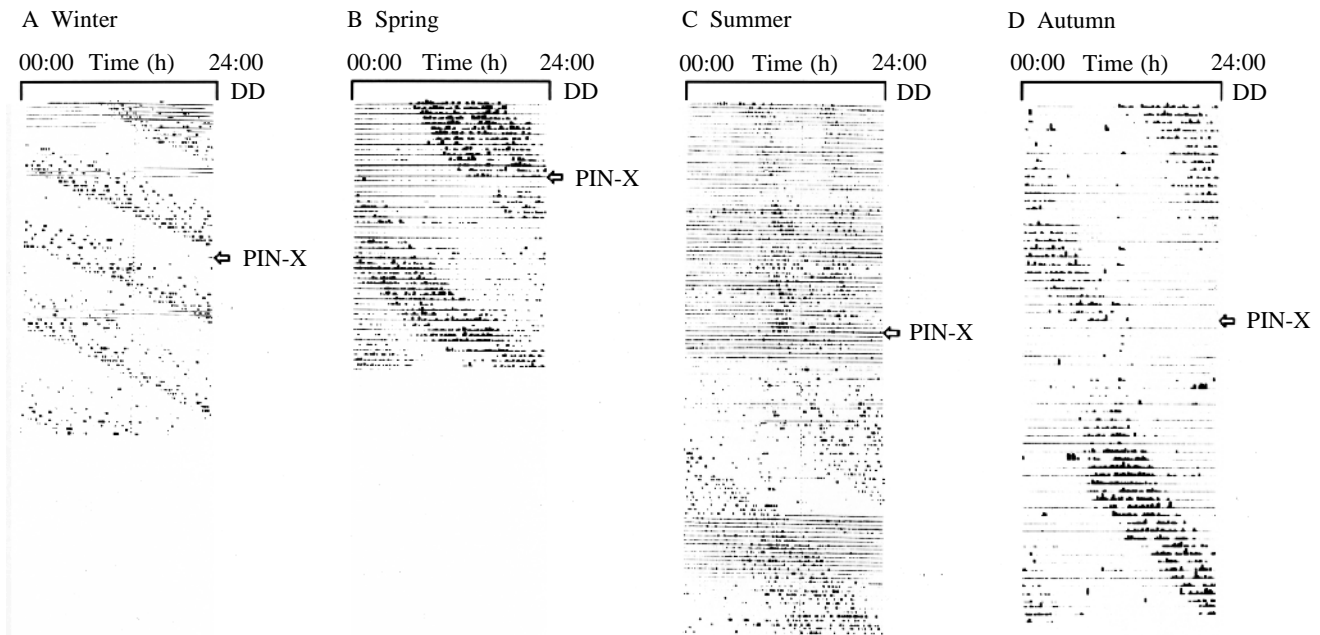 A Winter
00:00 Time (h) 24:00
DD
PIN-X
B Spring
00:00 Time (h) 24:00
DD
PIN-X
C Summer
00:00 Time (h) 22:00
DD
PIN-X
D Autumn
00:00 Time (h) 24:00
DD
PIN-X